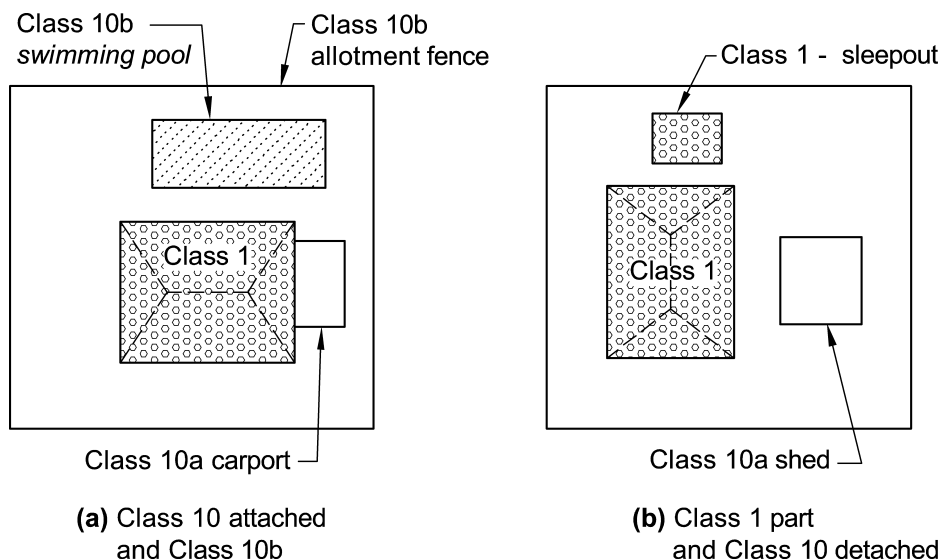 Class 10b
swimming pool
Class 10b
allotment fence
Class 1
Class 10a carport
(a) Class 10 attached
and Class 10b
Class 1 - sleepout
Class 1
Class 10a shed
(b) Class 1 part
and Class 10 detached